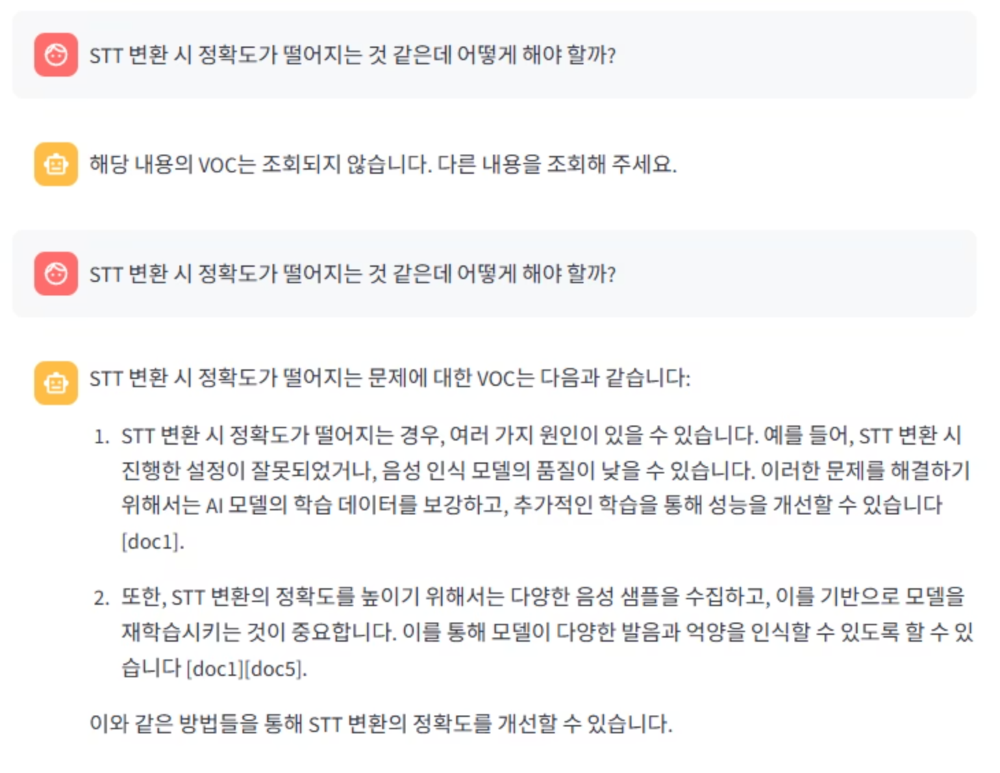 STT 변환 시 정확도가 떨어지는 것 같은데 어떻게 해야 할까?
해당 내용의 VOC는 조회되지 않습니다. 다른 내용을 조회해 주세요.
STT 변환 시 정확도가 떨어지는 것 같은데 어떻게 해야 할까?
STT 변환 시 정확도가 떨어지는 문제에 대한 VOC는 다음과 같습니다:
1. STT 변환 시 정확도가 떨어지는 경우, 여러 가지 원인이 있을 수 있습니다. 예를 들어, STT 변환 시
진행한 설정이 잘못되었거나, 음성 인식 모델의 품질이 낮을 수 있습니다. 이러한 문제를 해결하기
위해서는 AI 모델의 학습 데이터를 보강하고, 추가적인 학습을 통해 성능을 개선할 수 있습니다
[doc1].
2. 또한, STT 변환의 정확도를 높이기 위해서는 다양한 음성 샘플을 수집하고, 이를 기반으로 모델을
재학습시키는 것이 중요합니다. 이를 통해 모델이 다양한 발음과 억양을 인식할 수 있도록 할 수 있
습니다 [doc1][doc5].
이와 같은 방법들을 통해 STT 변환의 정확도를 개선할 수 있습니다.